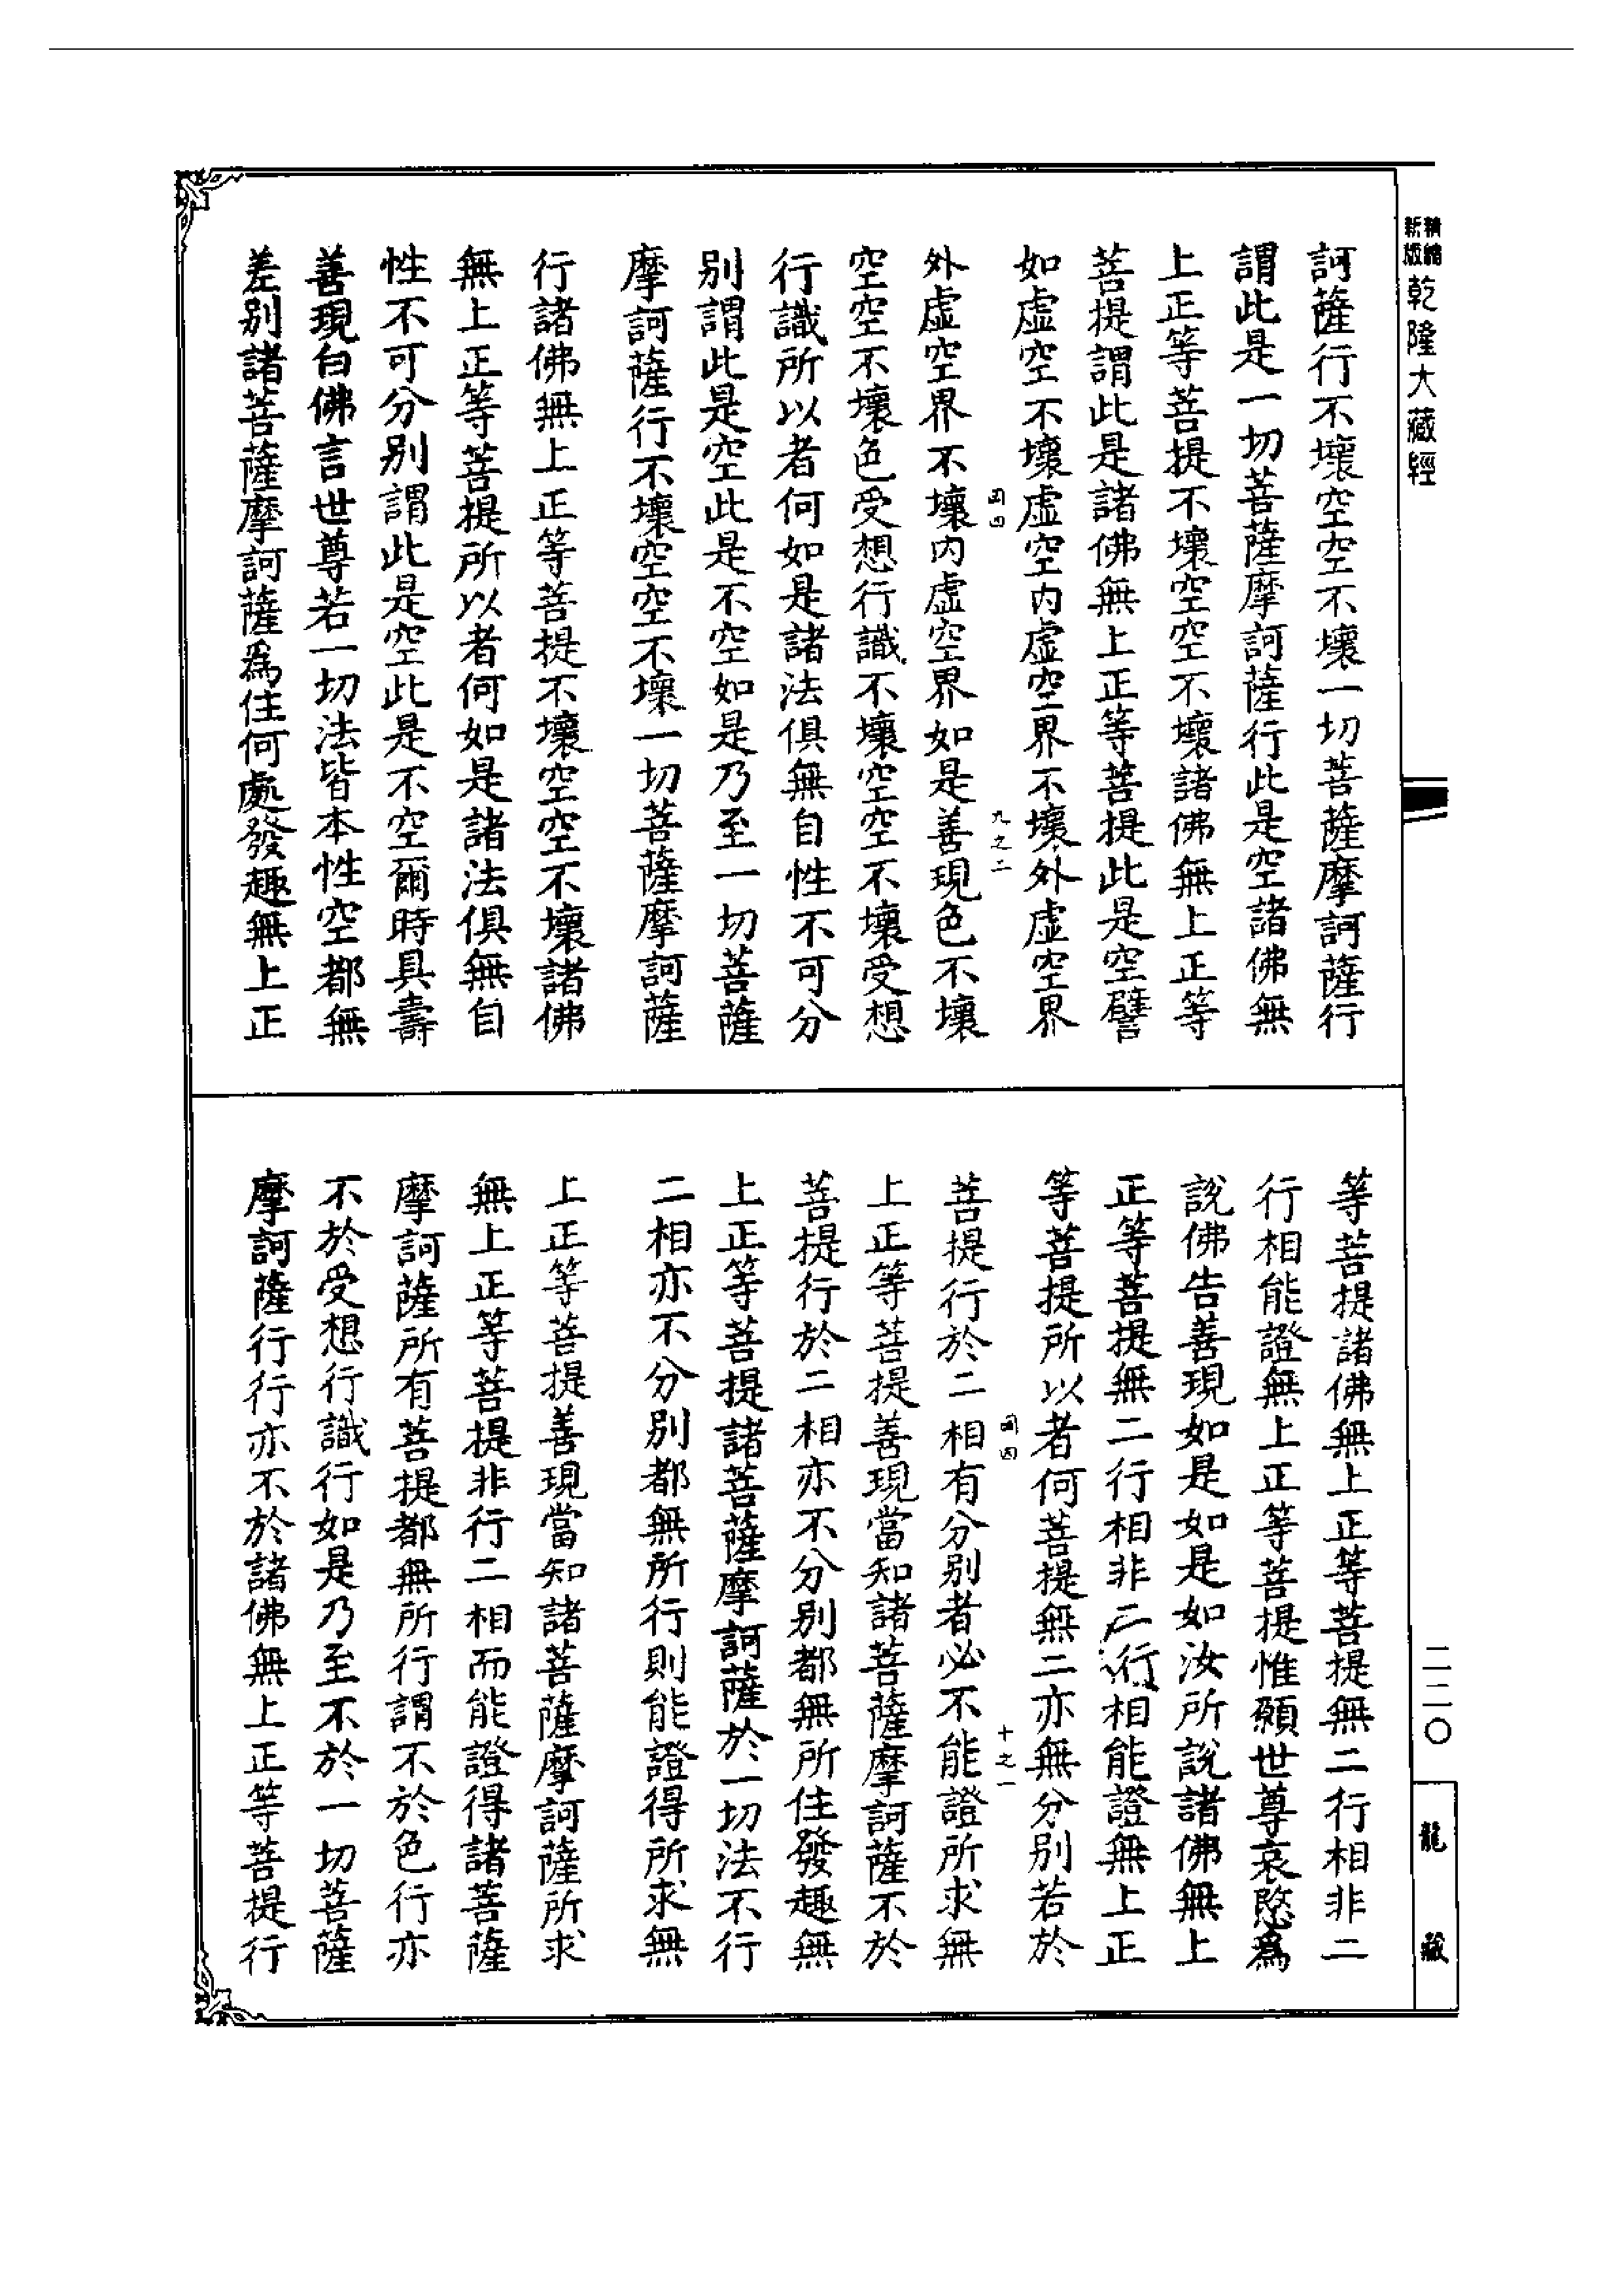 精縮新版乾隆大藏經
訶薩行不壞空空不壞一切菩薩摩訶薩行
謂此是一切菩薩摩訶薩行此是空諸佛無
上正等菩提不壞空空不壞諸佛無上正等
菩提謂此是諸佛無上正等菩提此是空譬
如虛空不壞虛空內虛空界不壞外虛空界
九之二
外虛空界不壞內虛空界如是善現色不壞
空空不壞色受想行識不壞空空不壞受想
行識所以者何如是諸法俱無自性不可分
別謂此是空此是不空如是乃至一切菩薩
摩訶薩行不壞空空不壞一切菩薩摩訶薩
行諸佛無上正等菩提不壞空空不壞諸佛
無上正等菩提所以者何如是諸法俱無自
性不可分別謂此是空此是不空爾時具壽
善現白佛言世尊若一切法皆本性空都無
差別諸菩薩摩訶薩為住何處發趣無上正
等菩提諸佛無上正等菩提無二行相非二
行相能證無上正等菩提惟願世尊哀愍為
說佛告善現如是如是如汝所說諸佛無上
正等菩提無二行相非二行相能證無上正
等菩提所以者何菩提無二亦無分別若於
十之一
菩提行於二相有分別者必不能證所求無
上正等菩提善現當知諸菩薩摩訶薩不於
菩提行於二相亦不分別都無所住發趣無
上正等菩提諸菩薩摩訶薩於一切法不行
二相亦不分別都無所行則能證得所求無
上正等菩提善現當知諸菩薩摩訶薩所求
無上正等菩提非行二相而能證得諸菩薩
摩訶薩所有菩提都無所行謂不於色行亦
不於受想行識行如是乃至不於一切菩薩
摩訶薩行行亦不於諸佛無上正等菩提行
二二〇
龍藏